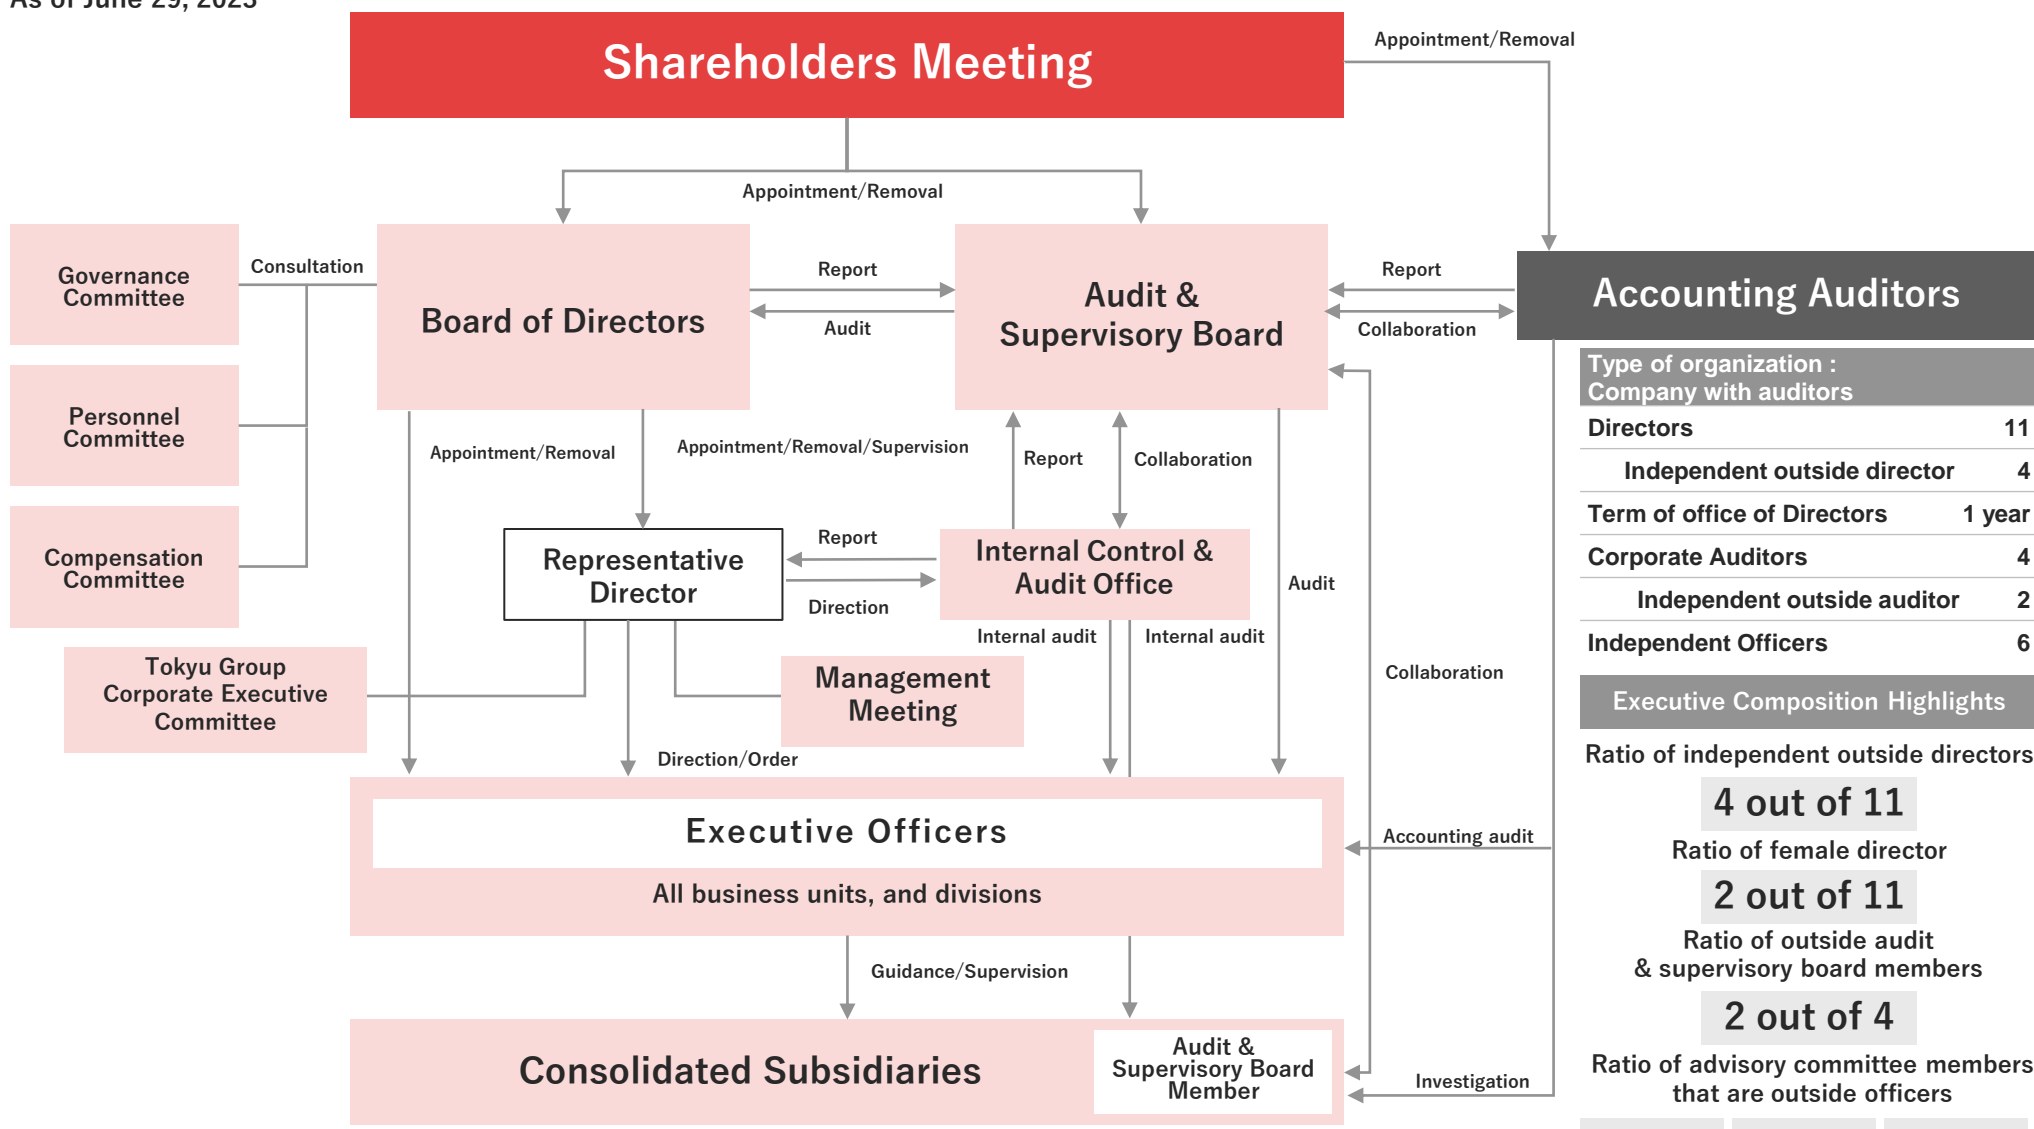 As of June 29, 2023
Shareholders Meeting
Appointment/Removal
Appointment/Removal
Governance
Committee
Consultation
Board of Directors
Report
Audit
Audit &
Supervisory Board
Report
Collaboration
Accounting Auditors
Personnel
Committee
Compensation
Committee
Appointment/Removal
Appointment/Removal/Supervision
Report
Collaboration
Representative
Director
Report
Direction
Internal Control &
Audit Office
Audit
Internal audit
Internal audit
Tokyu Group
Corporate Executive
Committee
Management
Meeting
Collaboration
Direction/Order
Executive Officers
All business units, and divisions
Accounting audit
Guidance/Supervision
Consolidated Subsidiaries
Audit &
Supervisory Board
Member
Investigation
Type of organization :
Company with auditors
Directors 11
Independent outside director 4
Term of office of Directors 1 year
Corporate Auditors 4
Independent outside auditor 2
Independent Officers 6
Executive Composition Highlights
Ratio of independent outside directors
4 out of 11
Ratio of female director
2 out of 11
Ratio of outside audit
& supervisory board members
2 out of 4
Ratio of advisory committee members
that are outside officers